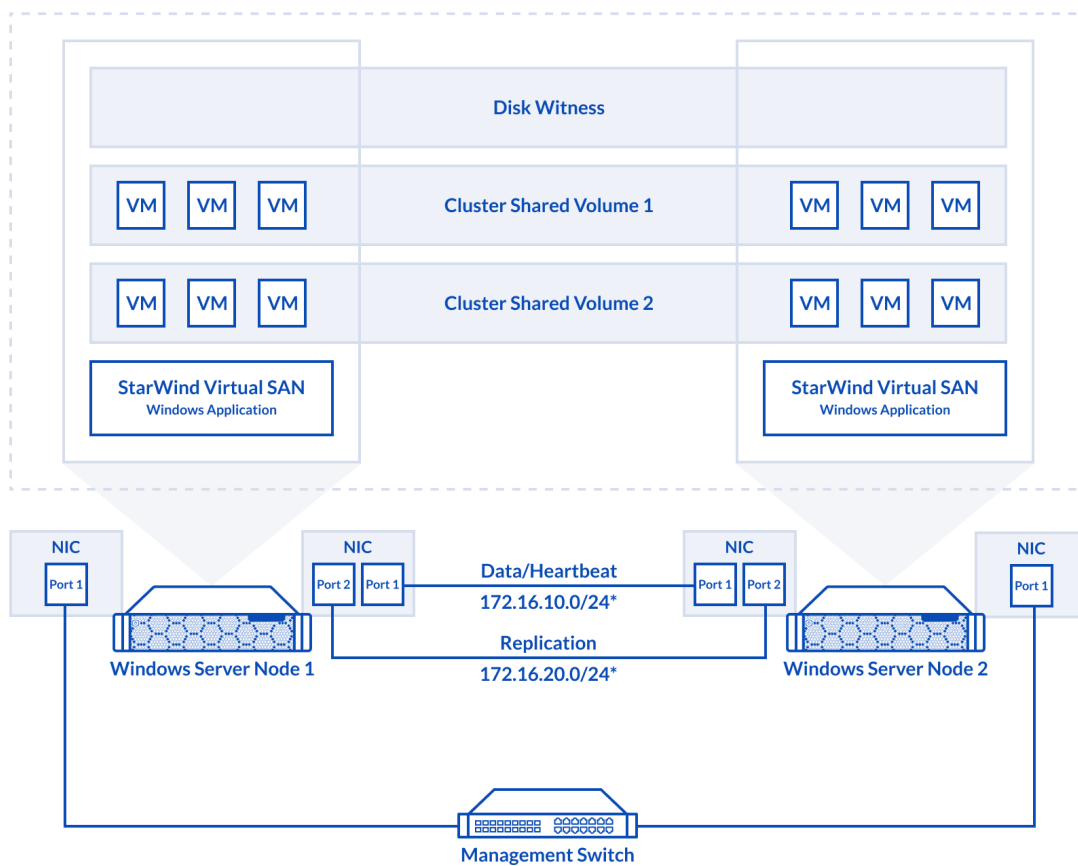 Disk Witness
VM VM VM Cluster Shared Volume 1 VM VM VM
VM VM VM Cluster Shared Volume 2 VM VM VM
StarWind Virtual SAN
Windows Application
StarWind Virtual SAN
Windows Application
NIC
Port 1
NIC
Port 2 Port 1
Data/Heartbeat
172.16.10.0/24*
Replication
172.16.20.0/24*
NIC
Port 1 Port 2
NIC
Port 1
Windows Server Node 1
Windows Server Node 2
Management Switch